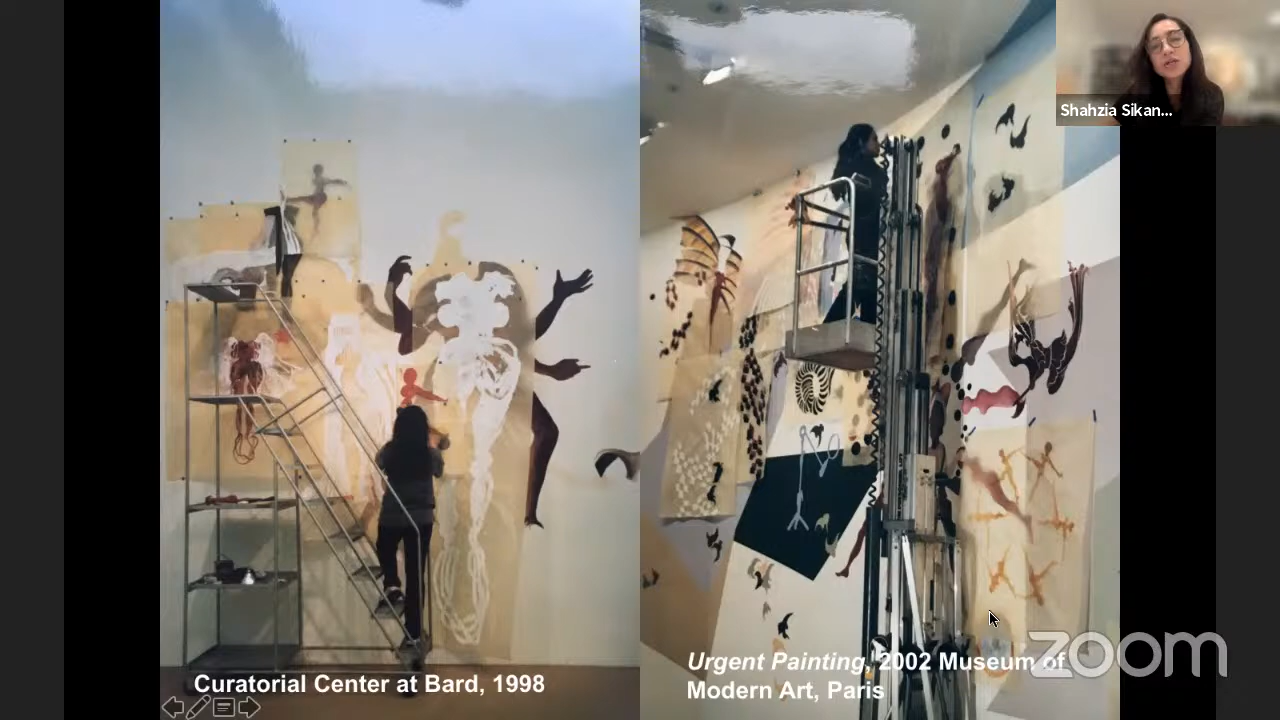 Shahzia Sikan...
Curatorial Center at Bard, 1998
Urgent Painting, 2002 Museum of
Modern Art, Paris
zoom